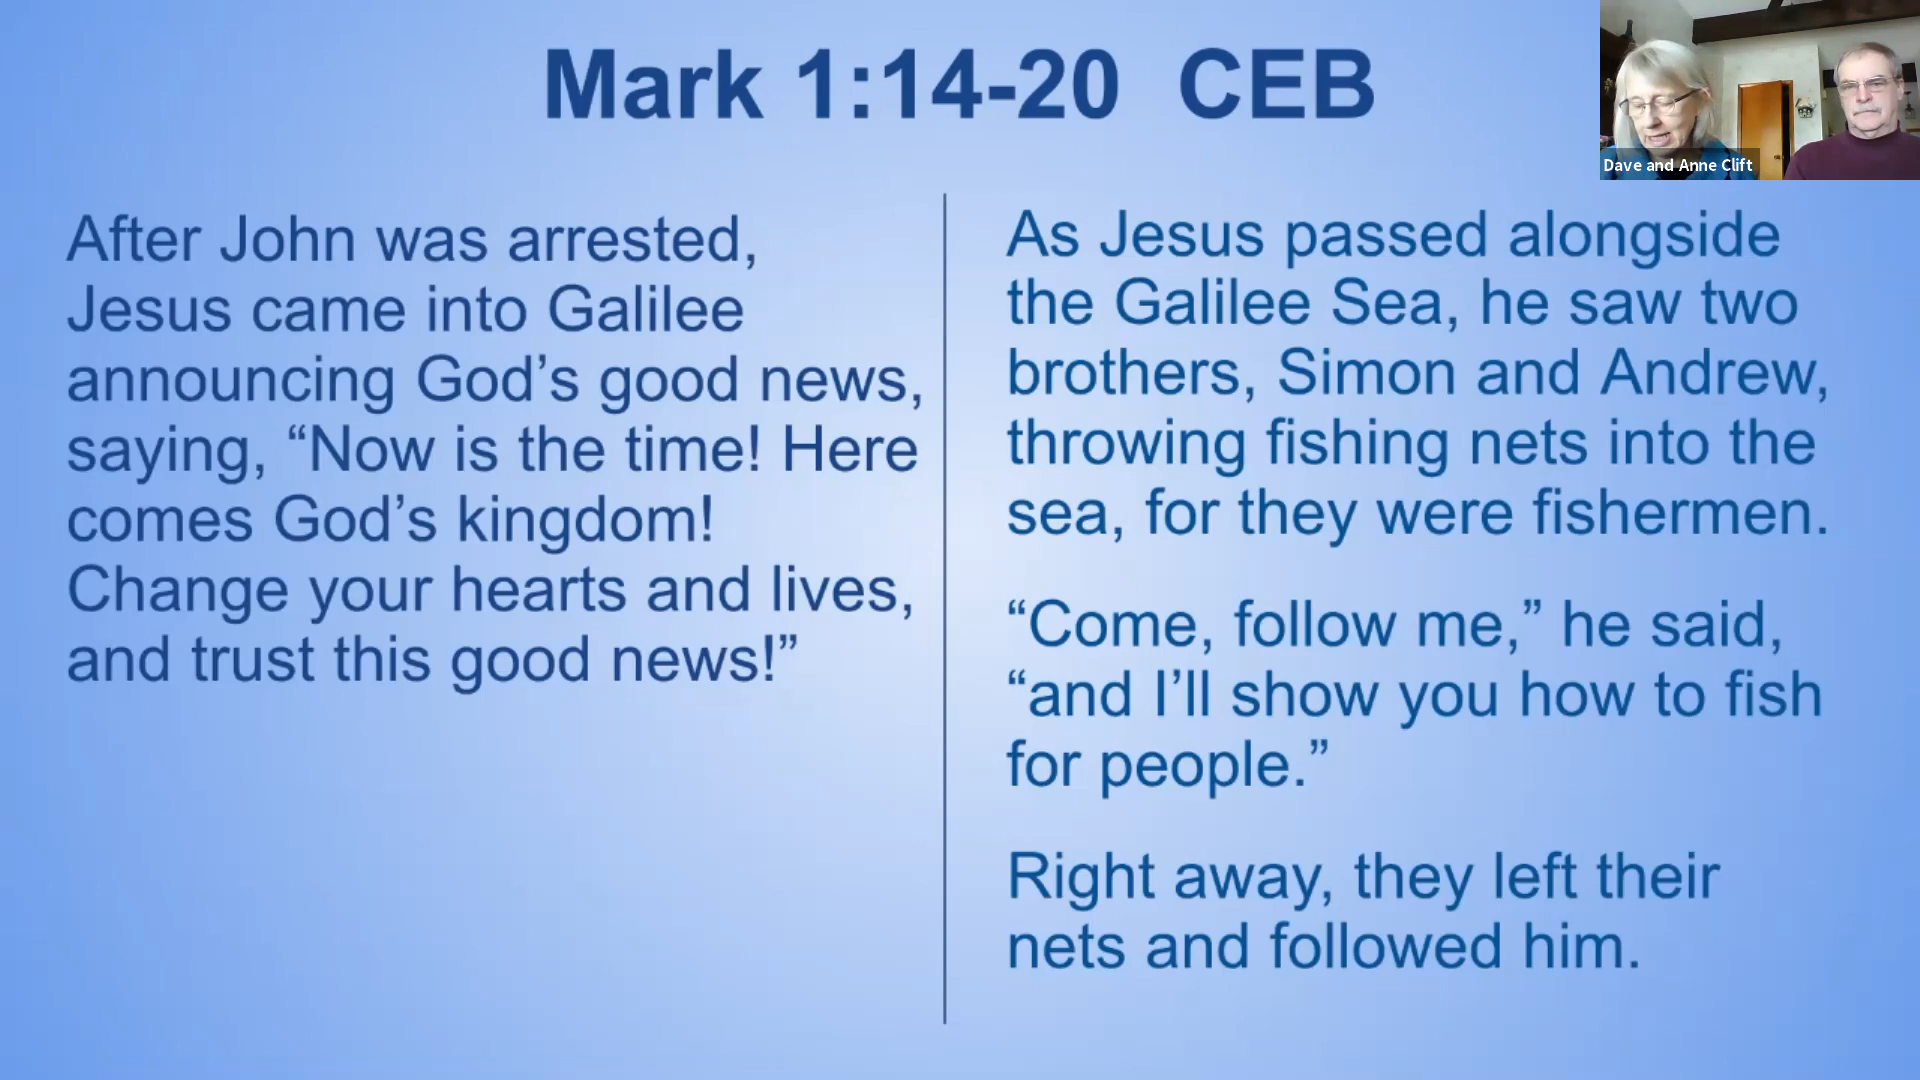 Mark 1:14-20 CEB
Dave and Anne Clift
After John was arrested,
Jesus came into Galilee
announcing God’s good news,
saying, “Now is the time! Here
comes God’s kingdom!
Change your hearts and lives,
and trust this good news!”
As Jesus passed alongside
the Galilee Sea, he saw two
brothers, Simon and Andrew,
throwing fishing nets into the
sea, for they were fishermen.
“Come, follow me,” he said,
“and I’ll show you how to fish
for people.”
Right away, they left their
nets and followed him.